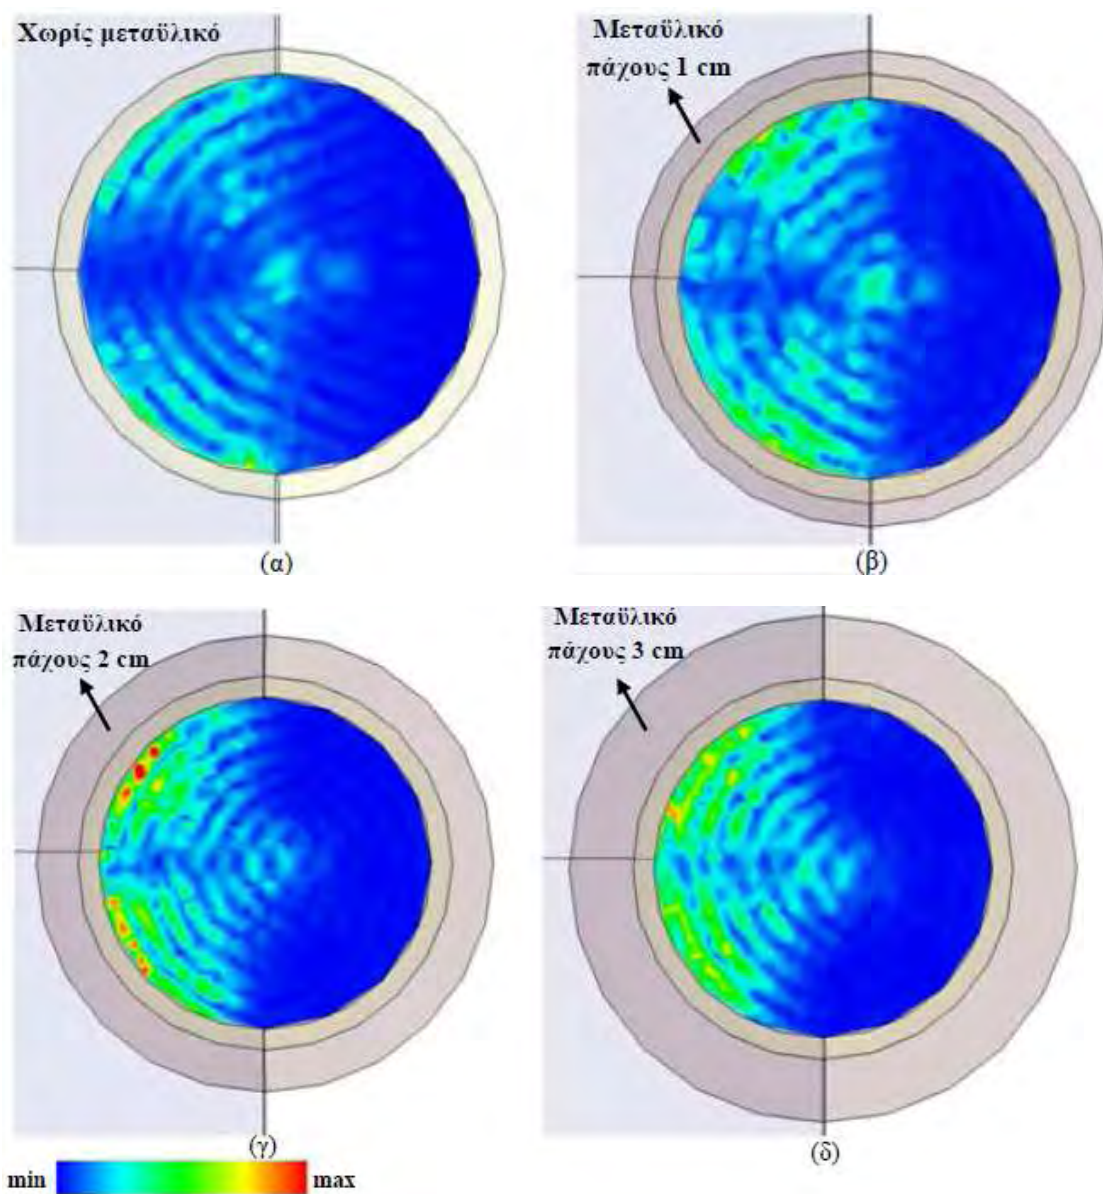 Χωρίς μεταϋλικό
Μεταϋλικό
πάχους 1 cm
(α)
(β)
Μεταϋλικό
πάχους 2 cm
Μεταϋλικό
πάχους 3 cm
(γ)
(δ)
min
max